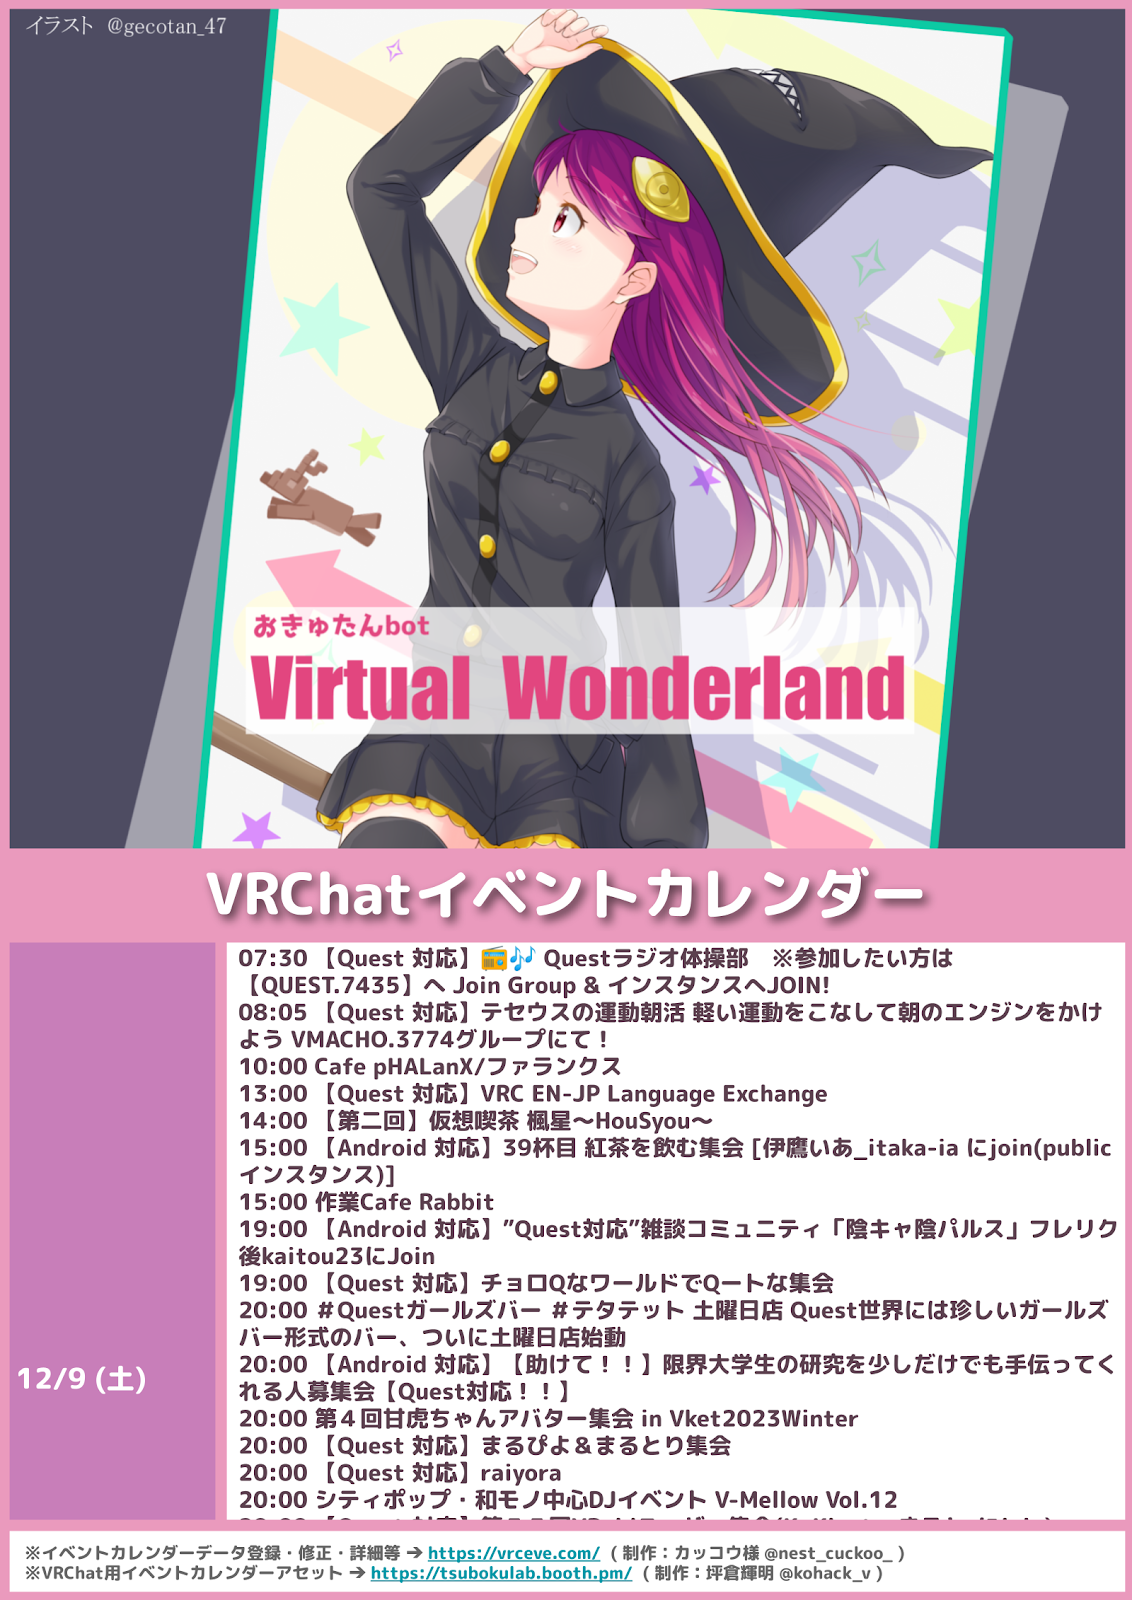 イラスト @gecotan_47
おきゅたんbot
Virtual Wonderland
VRChatイベントカレンダー
12/9 (土)
07:30 【Quest 対応】📻🎶 Questラジオ体操部　※参加したい方は
【QUEST.7435】へ Join Group & インスタンスへJOIN!
08:05 【Quest 対応】テセウスの運動朝活 軽い運動をこなして朝のエンジンをかけ
よう VMACHO.3774グループにて！
10:00 Cafe pHALanX/ファランクス
13:00 【Quest 対応】VRC EN-JP Language Exchange
14:00 【第二回】仮想喫茶 楓星～HouSyou～
15:00 【Android 対応】39杯目 紅茶を飲む集会 [伊鷹いあ_itaka-ia にjoin(public
インスタンス)]
15:00 作業Cafe Rabbit
19:00 【Android 対応】”Quest対応”雑談コミュニティ「陰キャ陰パルス」フレリク
後kaitou23にJoin
19:00 【Quest 対応】チョロQなワールドでQートな集会
20:00 ＃Questガールズバー ＃テタテット 土曜日店 Quest世界には珍しいガールズ
バー形式のバー、ついに土曜日店始動
20:00 【Android 対応】【助けて！！】限界大学生の研究を少しだけでも手伝ってく
れる人募集会【Quest対応！！】
20:00 第４回甘虎ちゃんアバター集会 in Vket2023Winter
20:00 【Quest 対応】まるぴよ＆まるとり集会
20:00 【Quest 対応】raiyora
20:00 シティポップ・和モノ中心DJイベント V-Mellow Vol.12
※イベントカレンダーデータ登録・修正・詳細等 ➔ https://vrceve.com/ ( 制作：カッコウ様 @nest_cuckoo_ )
※VRChat用イベントカレンダーアセット ➔ https://tsubokulab.booth.pm/ ( 制作：坪倉輝明 @kohack_v )